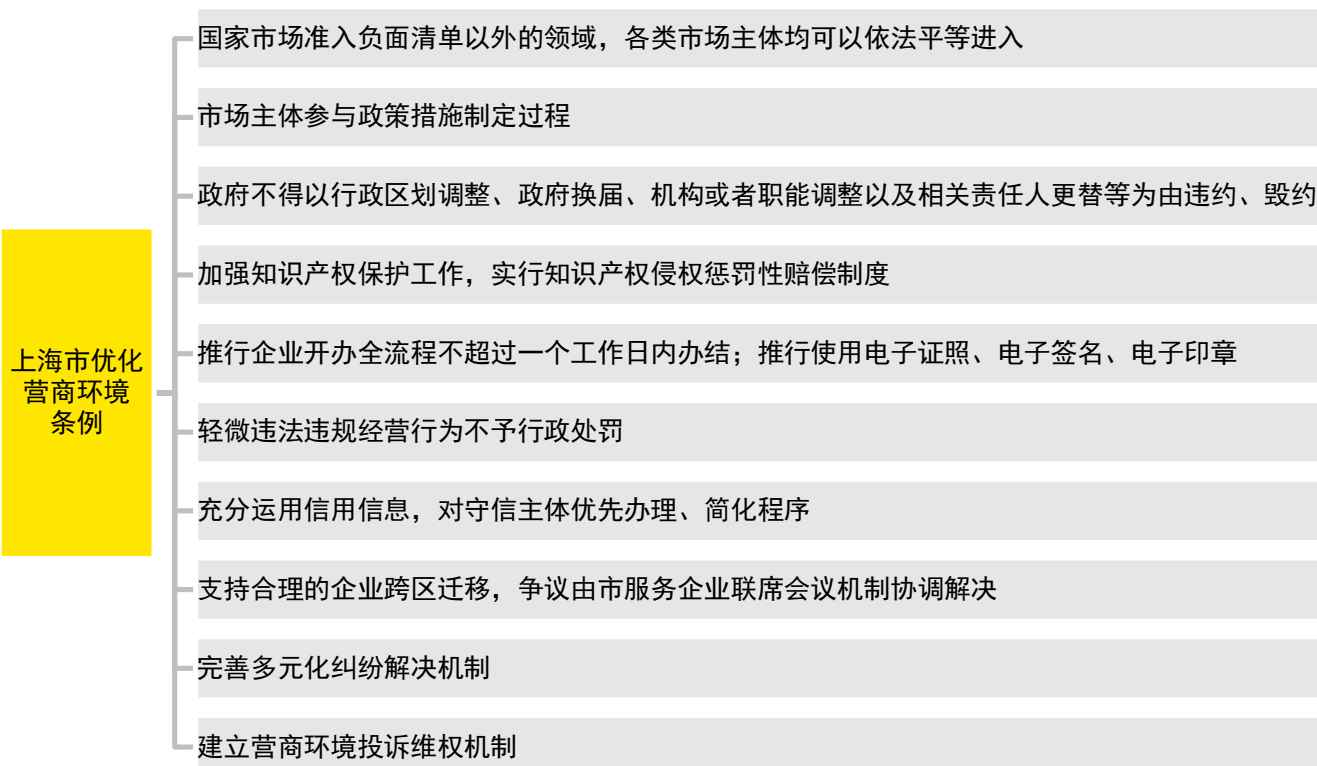 国家市场准入负面清单以外的领域，各类市场主体均可以依法平等进入
市场主体参与政策措施制定过程
政府不得以行政区划调整、政府换届、机构或者职能调整以及相关责任人更替等为由违约、毁约
加强知识产权保护工作，实行知识产权侵权惩罚性赔偿制度
推行企业开办全流程不超过一个工作日内办结；推行使用电子证照、电子签名、电子印章
上海市优化
营商环境
条例
轻微违法违规经营行为不予行政处罚
充分运用信用信息，对守信主体优先办理、简化程序
支持合理的企业跨区迁移，争议由市服务企业联席会议机制协调解决
完善多元化纠纷解决机制
建立营商环境投诉维权机制